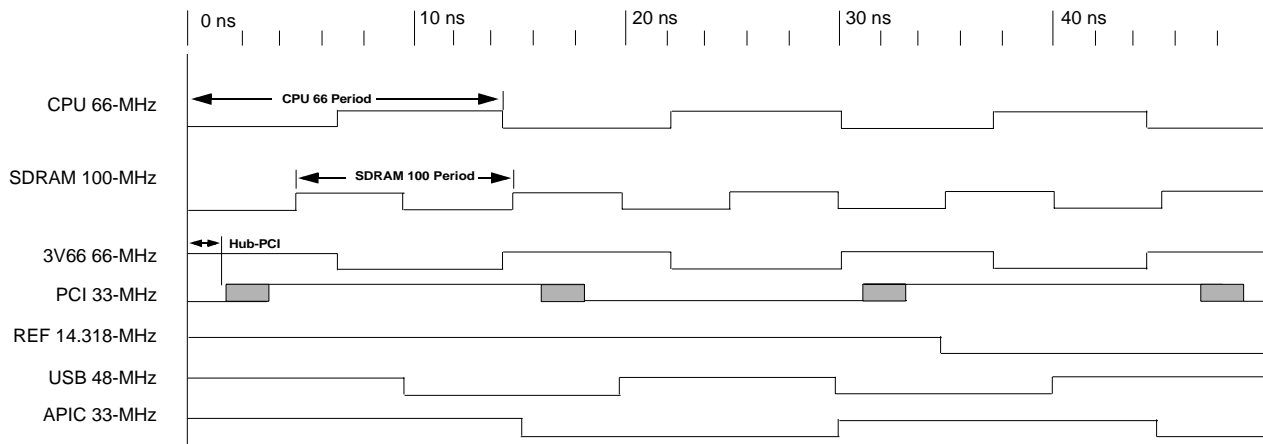 0 ns
10 ns
20 ns
30 ns
40 ns
CPU 66-MHz
CPU 66 Period
SDRAM 100-MHz
SDRAM 100 Period
Hub-PCI
3V66 66-MHz
PCI 33-MHz
REF 14.318-MHz
USB 48-MHz
APIC 33-MHz